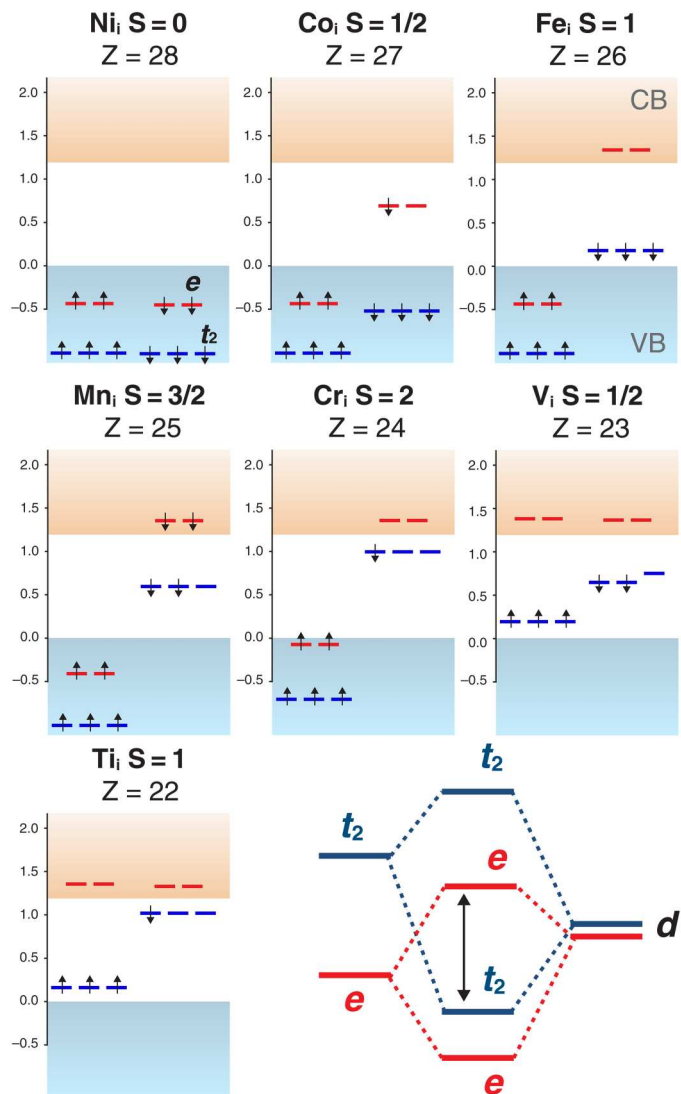 Niᵢ S = 0
Z = 28
Coᵢ S = 1/2
Z = 27
Feᵢ S = 1
Z = 26
2.0
1.5
1.0
0.5
0.0
−0.5
e
t₂
2.0
1.5
1.0
0.5
0.0
−0.5
2.0
1.5
1.0
0.5
0.0
−0.5
CB
VB
Mnᵢ S = 3/2
Z = 25
Crᵢ S = 2
Z = 24
Vᵢ S = 1/2
Z = 23
2.0
1.5
1.0
0.5
0.0
−0.5
2.0
1.5
1.0
0.5
0.0
−0.5
2.0
1.5
1.0
0.5
0.0
−0.5
Tiᵢ S = 1
Z = 22
2.0
1.5
1.0
0.5
0.0
−0.5
t₂
t₂
e
d
t₂
e
e